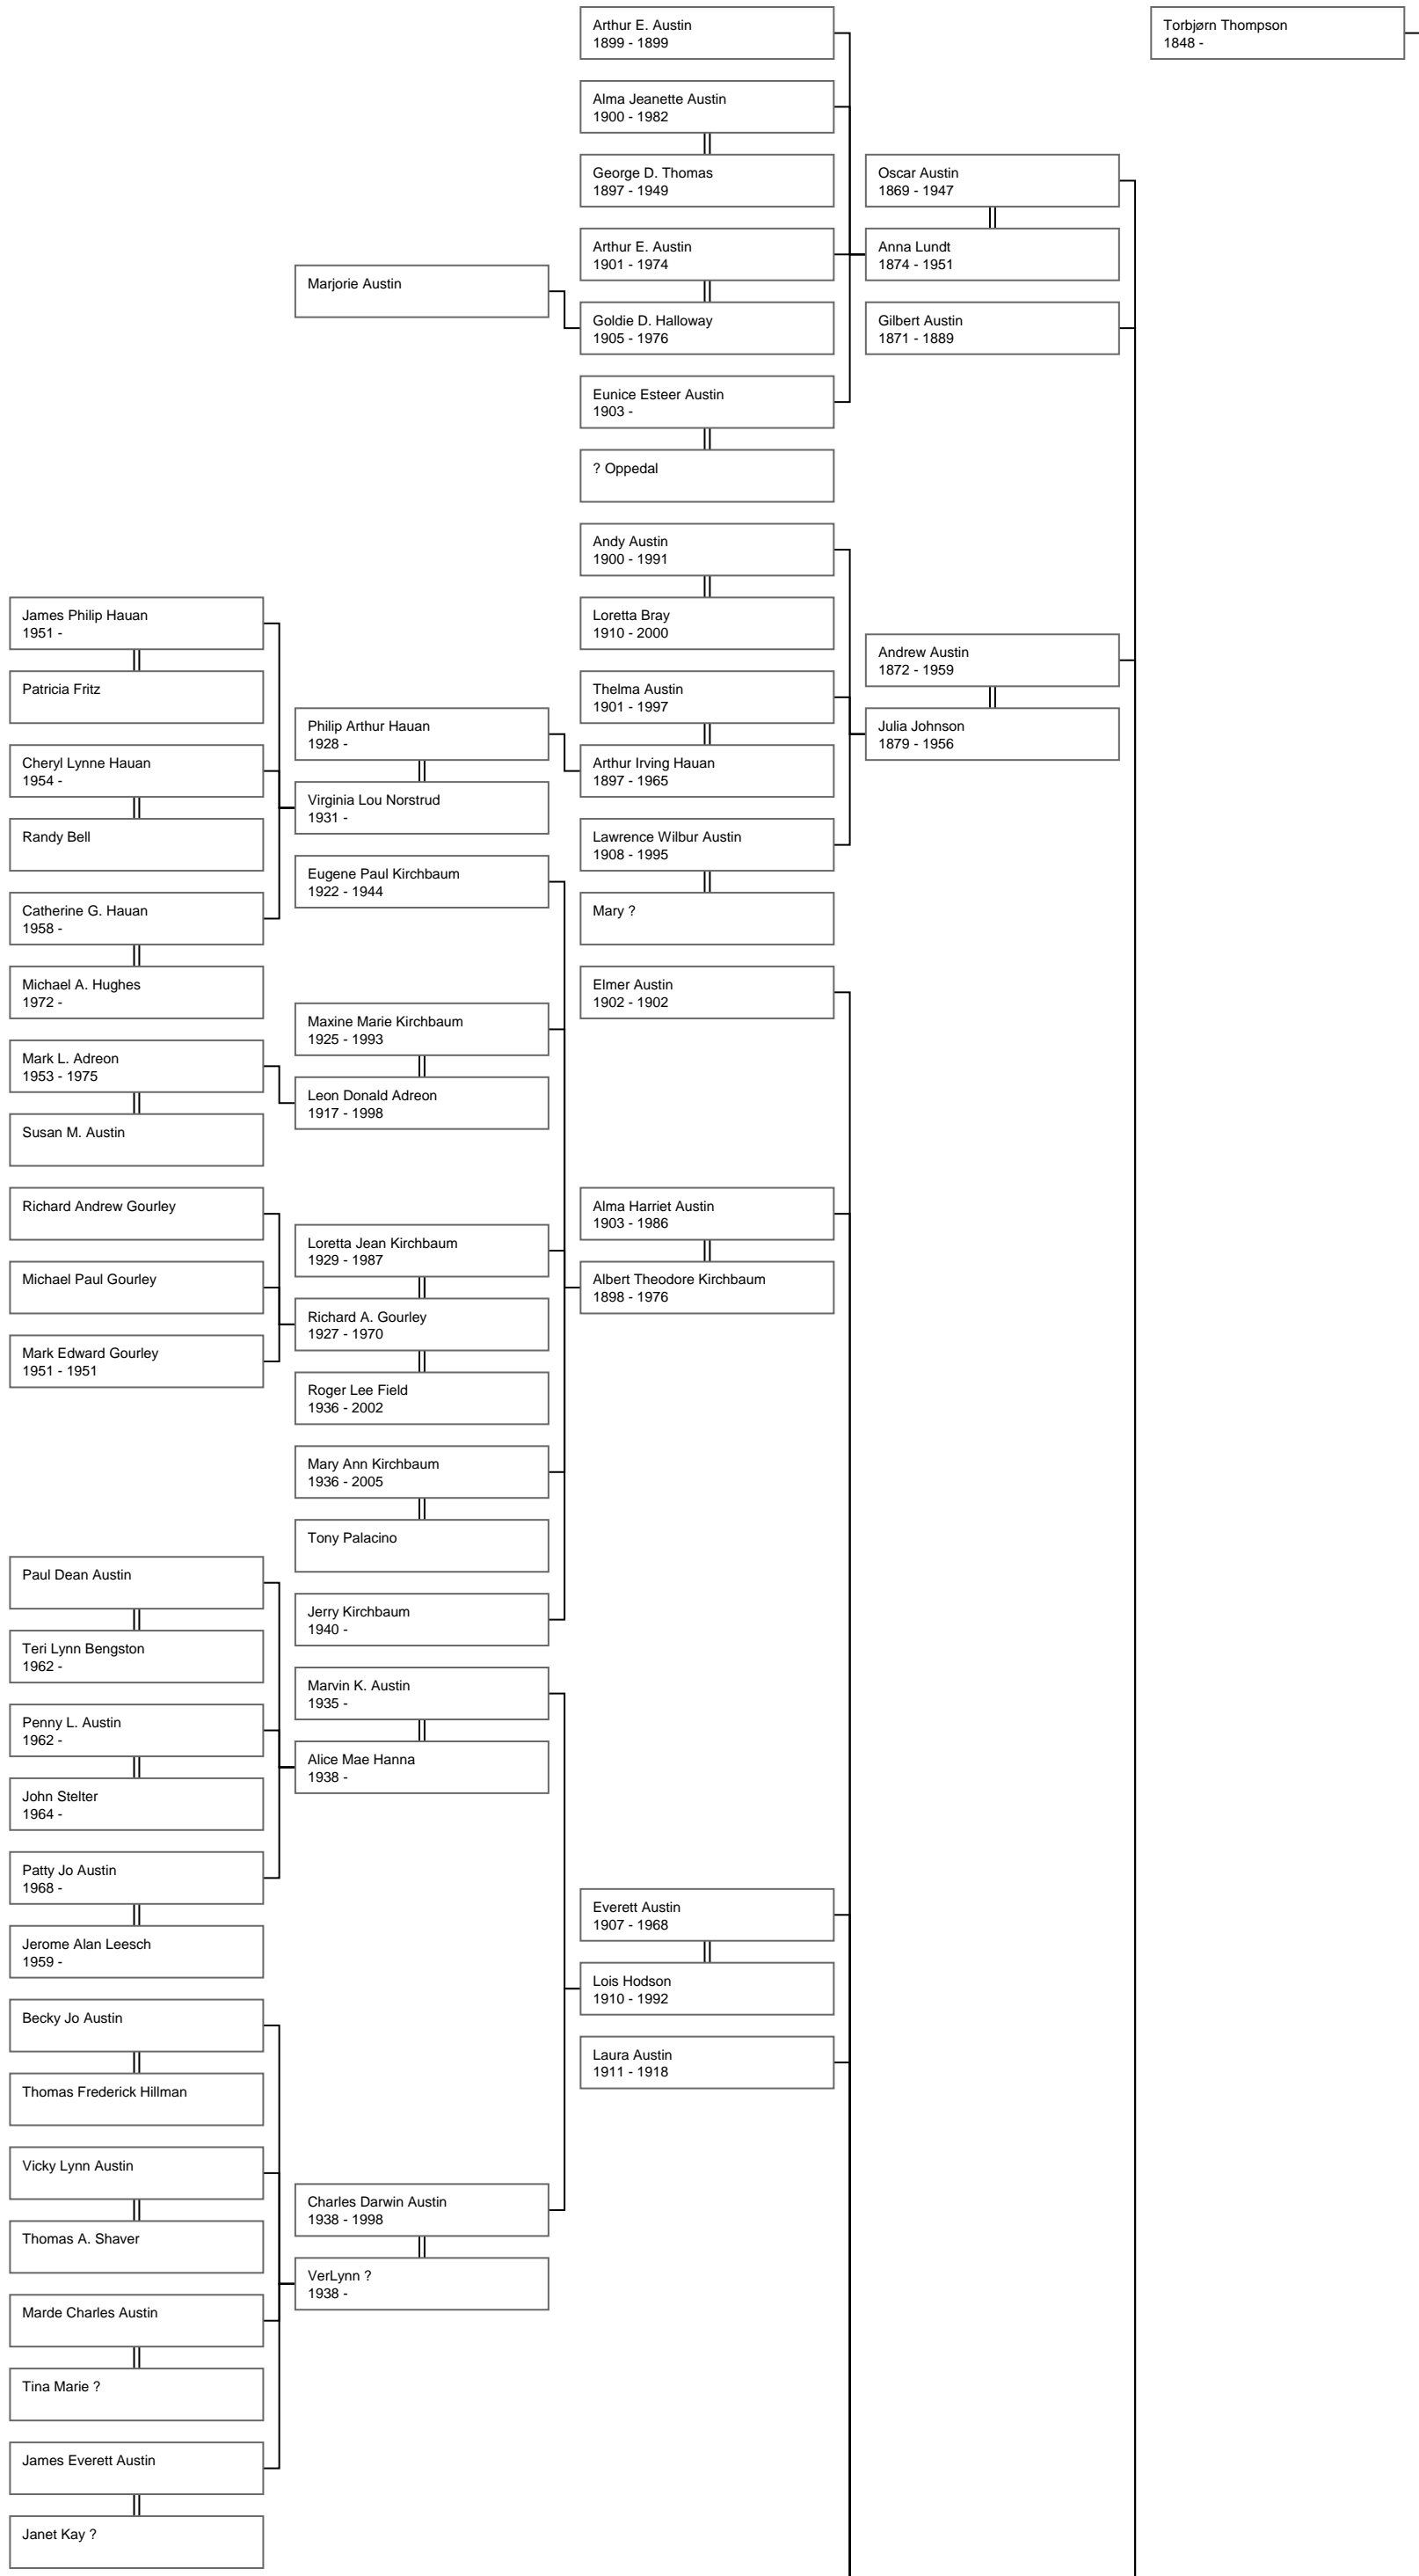 Arthur E. Austin
1899 - 1899
Torbjørn Thompson
1848 -
Alma Jeanette Austin
1900 - 1982
George D. Thomas
1897 - 1949
Oscar Austin
1869 - 1947
Arthur E. Austin
1901 - 1974
Anna Lundt
1874 - 1951
Marjorie Austin
Goldie D. Halloway
1905 - 1976
Gilbert Austin
1871 - 1889
Eunice Esteer Austin
1903 -
? Oppedal
Andy Austin
1900 - 1991
James Philip Hauan
1951 -
Loretta Bray
1910 - 2000
Andrew Austin
1872 - 1959
Patricia Fritz
Thelma Austin
1901 - 1997
Philip Arthur Hauan
1928 -
Julia Johnson
1879 - 1956
Cheryl Lynne Hauan
1954 -
Arthur Irving Hauan
1897 - 1965
Virginia Lou Norstrud
1931 -
Randy Bell
Lawrence Wilbur Austin
1908 - 1995
Eugene Paul Kirchbaum
1922 - 1944
Catherine G. Hauan
1958 -
Mary ?
Michael A. Hughes
1972 -
Elmer Austin
1902 - 1902
Maxine Marie Kirchbaum
1925 - 1993
Mark L. Adreon
1953 - 1975
Leon Donald Adreon
1917 - 1998
Susan M. Austin
Richard Andrew Gourley
Alma Harriet Austin
1903 - 1986
Loretta Jean Kirchbaum
1929 - 1987
Michael Paul Gourley
Albert Theodore Kirchbaum
1898 - 1976
Richard A. Gourley
1927 - 1970
Mark Edward Gourley
1951 - 1951
Roger Lee Field
1936 - 2002
Mary Ann Kirchbaum
1936 - 2005
Tony Palacino
Paul Dean Austin
Jerry Kirchbaum
1940 -
Teri Lynn Bengston
1962 -
Marvin K. Austin
1935 -
Penny L. Austin
1962 -
Alice Mae Hanna
1938 -
John Stelter
1964 -
Patty Jo Austin
1968 -
Everett Austin
1907 - 1968
Jerome Alan Leesch
1959 -
Lois Hodson
1910 - 1992
Becky Jo Austin
Laura Austin
1911 - 1918
Thomas Frederick Hillman
Vicky Lynn Austin
Charles Darwin Austin
1938 - 1998
Thomas A. Shaver
VerLynn ?
1938 -
Marde Charles Austin
Tina Marie ?
James Everett Austin
Janet Kay ?